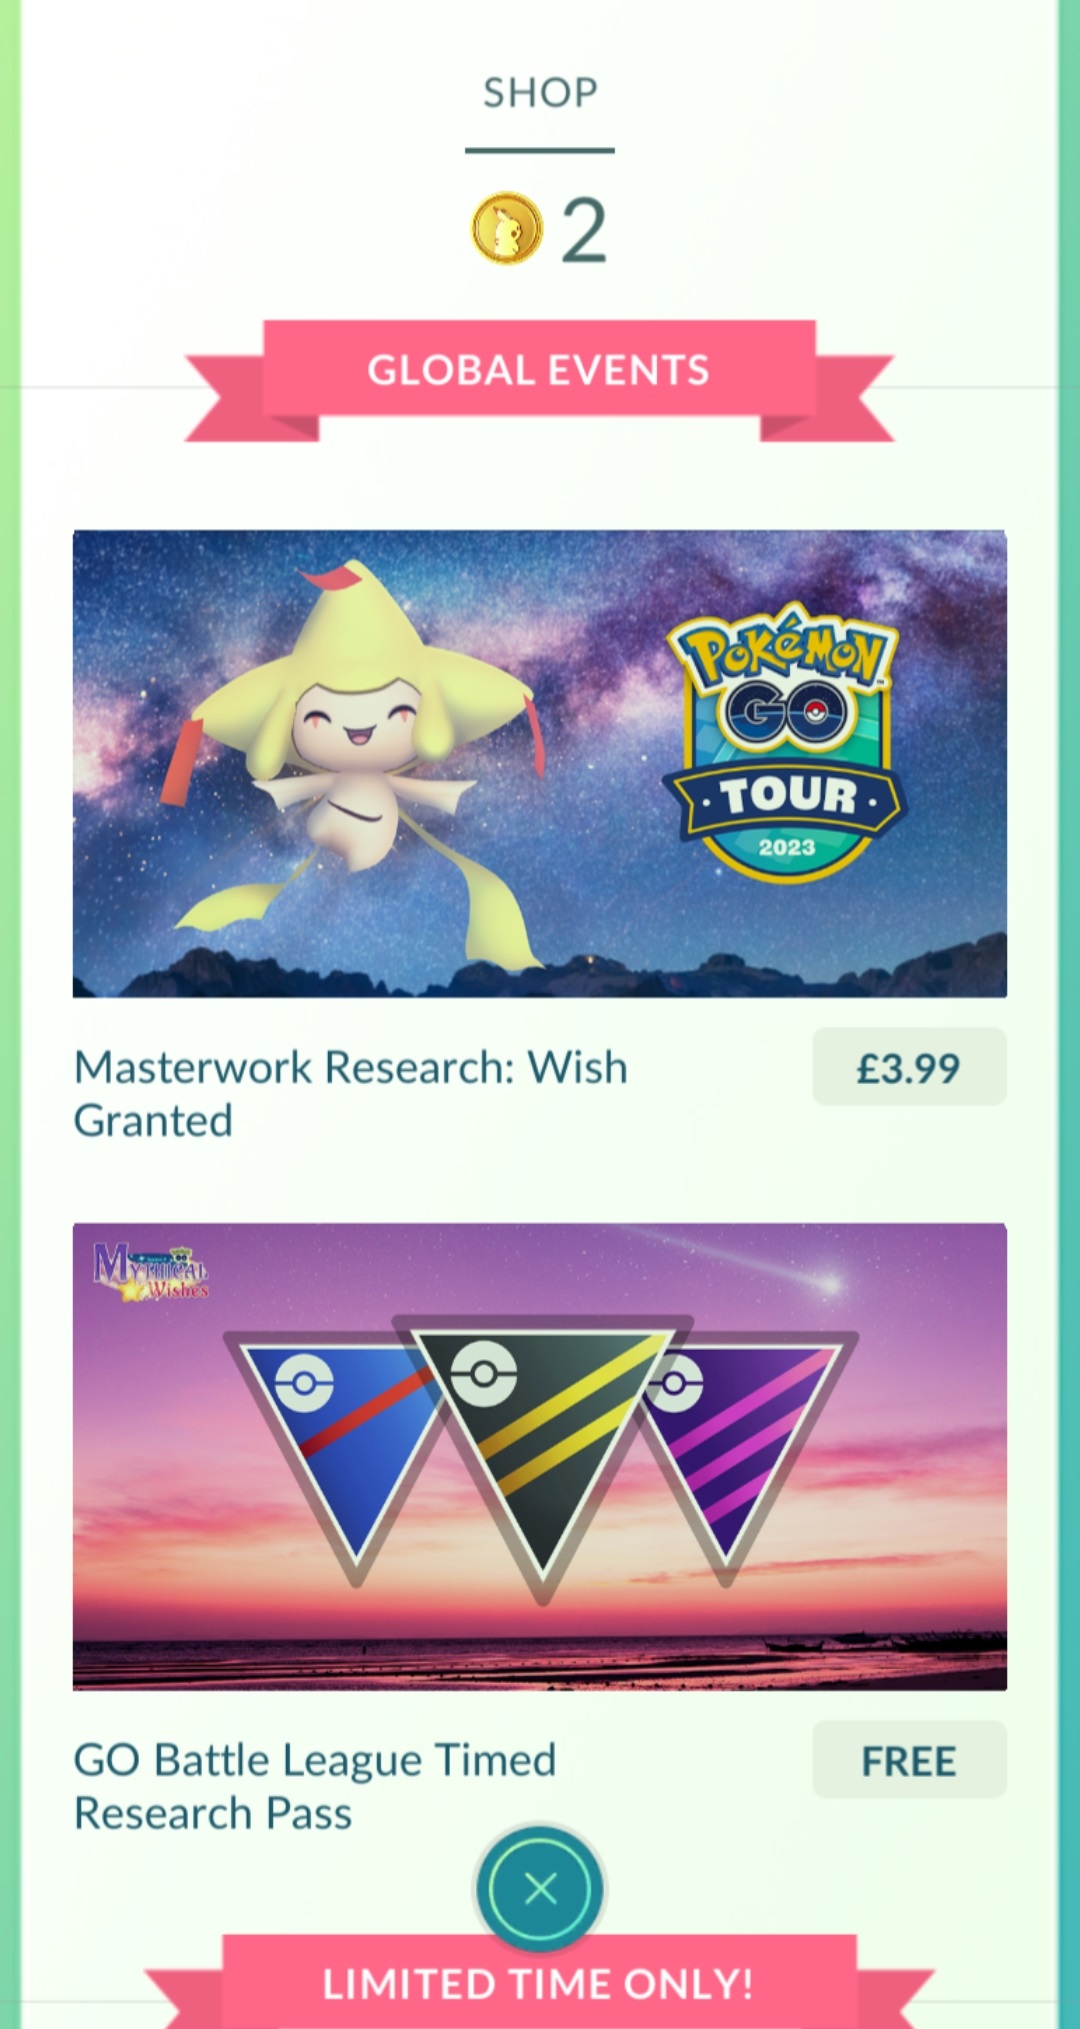 SHOP
2
GLOBAL EVENTS
POKéMON
GO
TOUR
2023
Masterwork Research: Wish
Granted
£3.99
MYTHICAL
Wishes
GO Battle League Timed
Research Pass
FREE
LIMITED TIME ONLY!